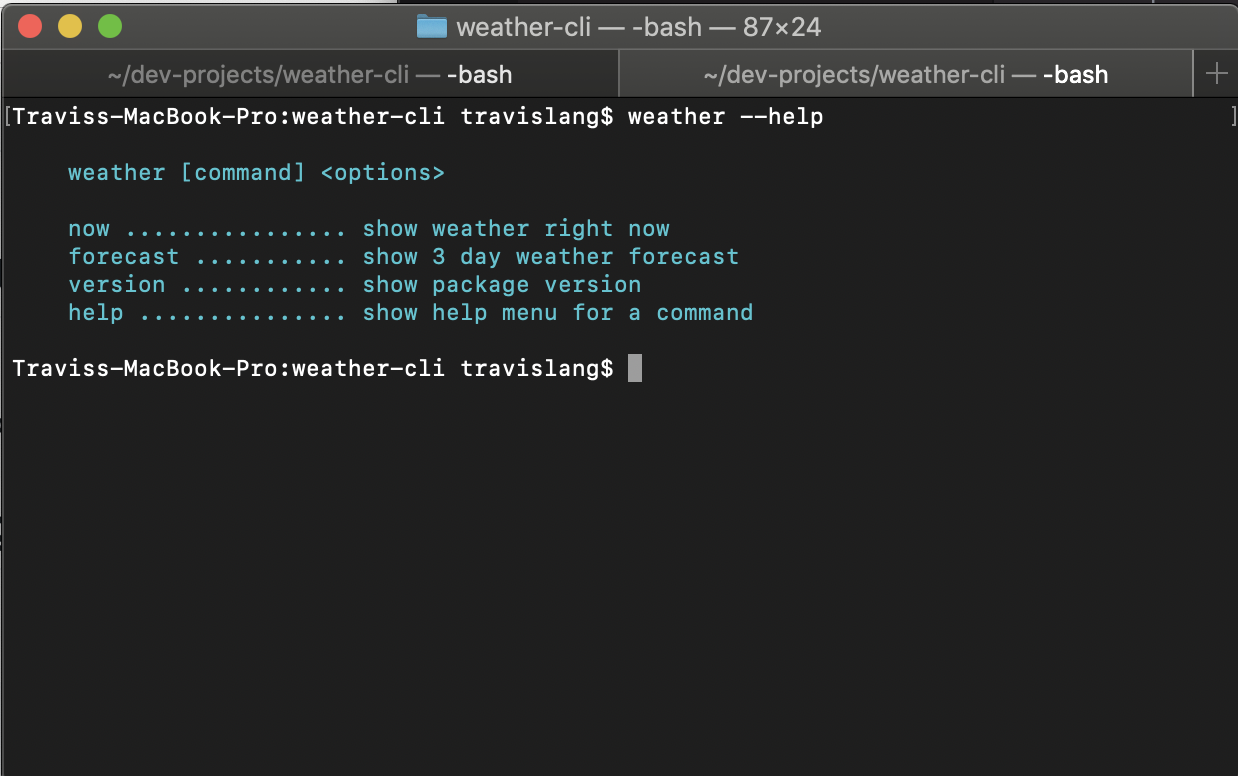 weather-cli — -bash — 87×24
~/dev-projects/weather-cli — -bash ~/dev-projects/weather-cli — -bash +
[Traviss-MacBook-Pro:weather-cli travislang$ weather --help ]
weather [command] <options>
now ................ show weather right now
forecast ........... show 3 day weather forecast
version ............ show package version
help ............... show help menu for a command
Traviss-MacBook-Pro:weather-cli travislang$